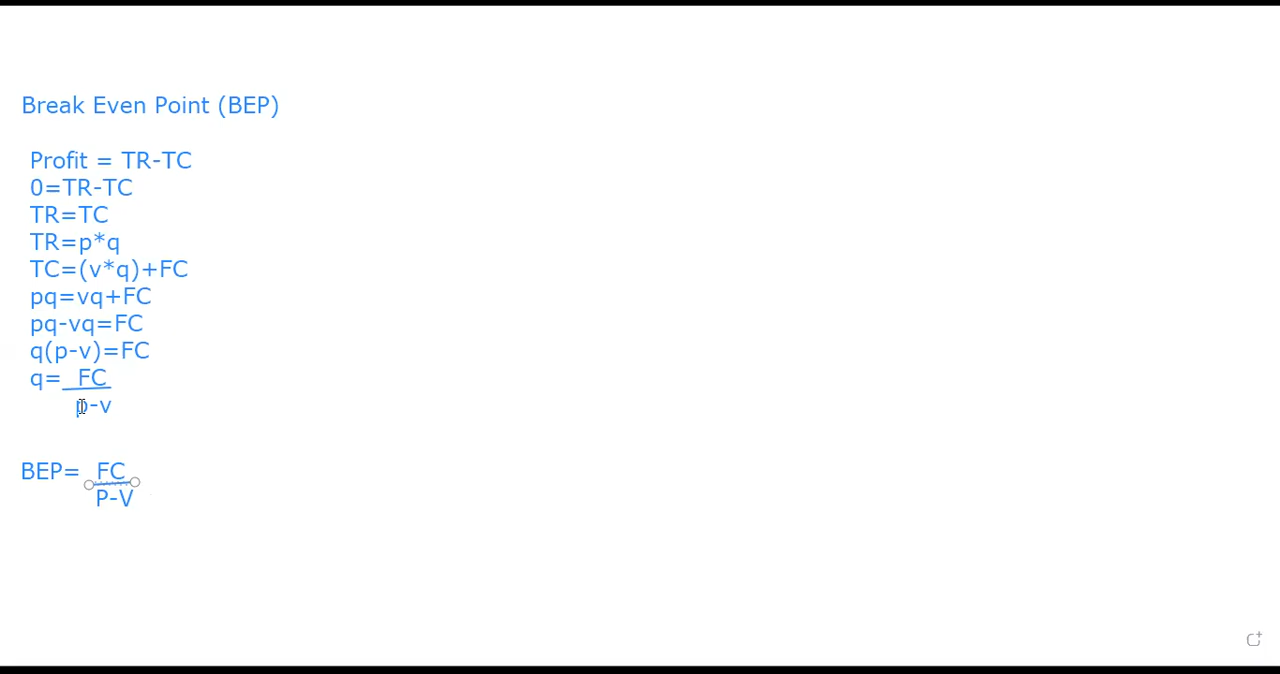 Break Even Point (BEP)
Profit = TR-TC
0=TR-TC
TR=TC
TR=p*q
TC=(v*q)+FC
pq=vq+FC
pq-vq=FC
q(p-v)=FC
q= FC
p-v
BEP= FC
P-V